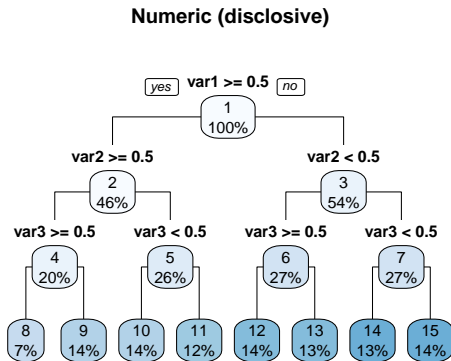 Numeric (disclosive)
yes var1 >= 0.5 no
1
100%
var2 >= 0.5 var2 < 0.5
2 3
46% 54%
var3 >= 0.5 var3 < 0.5 var3 >= 0.5 var3 < 0.5
4 5 6 7
20% 26% 27% 27%
8 9 10 11 12 13 14 15
7% 14% 14% 12% 14% 13% 13% 14%